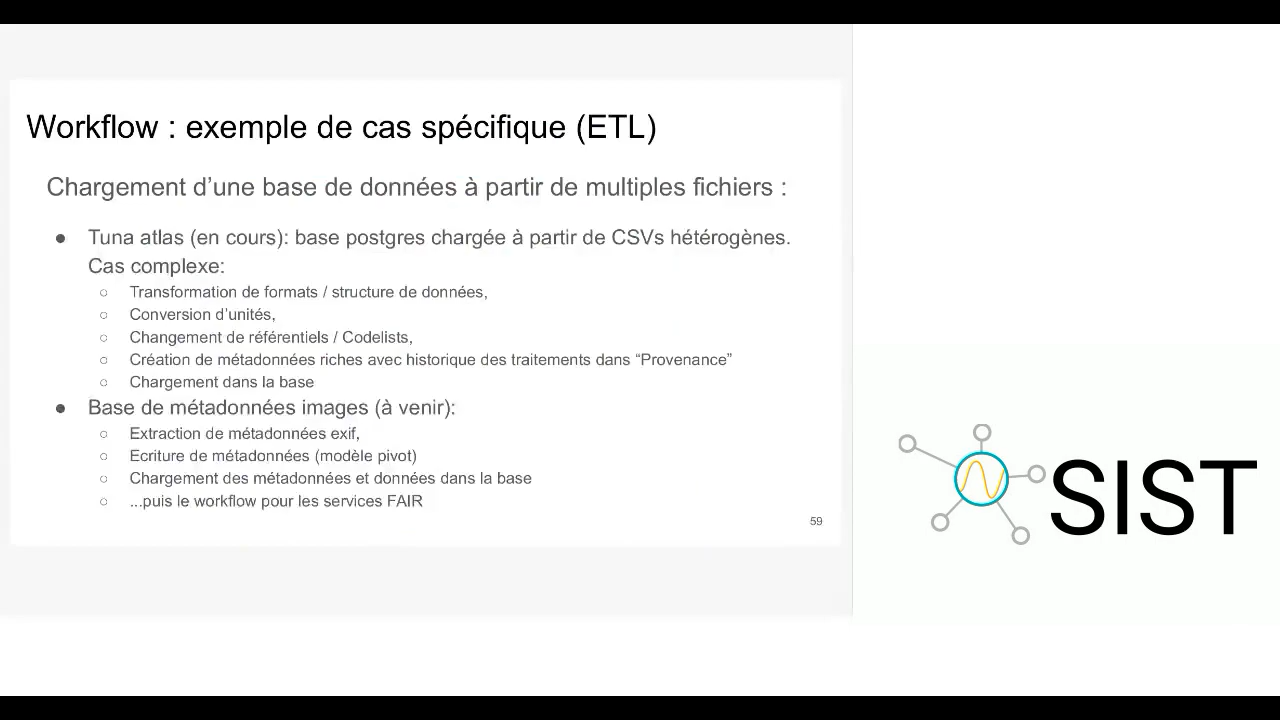 Workflow : exemple de cas spécifique (ETL)
Chargement d’une base de données à partir de multiples fichiers :
● Tuna atlas (en cours): base postgres chargée à partir de CSVs hétérogènes.
Cas complexe:
○ Transformation de formats / structure de données,
○ Conversion d’unités,
○ Changement de référentiels / Codelists,
○ Création de métadonnées riches avec historique des traitements dans “Provenance”
○ Chargement dans la base
● Base de métadonnées images (à venir):
○ Extraction de métadonnées exif,
○ Ecriture de métadonnées (modèle pivot)
○ Chargement des métadonnées et données dans la base
○ ...puis le workflow pour les services FAIR
59
SIST